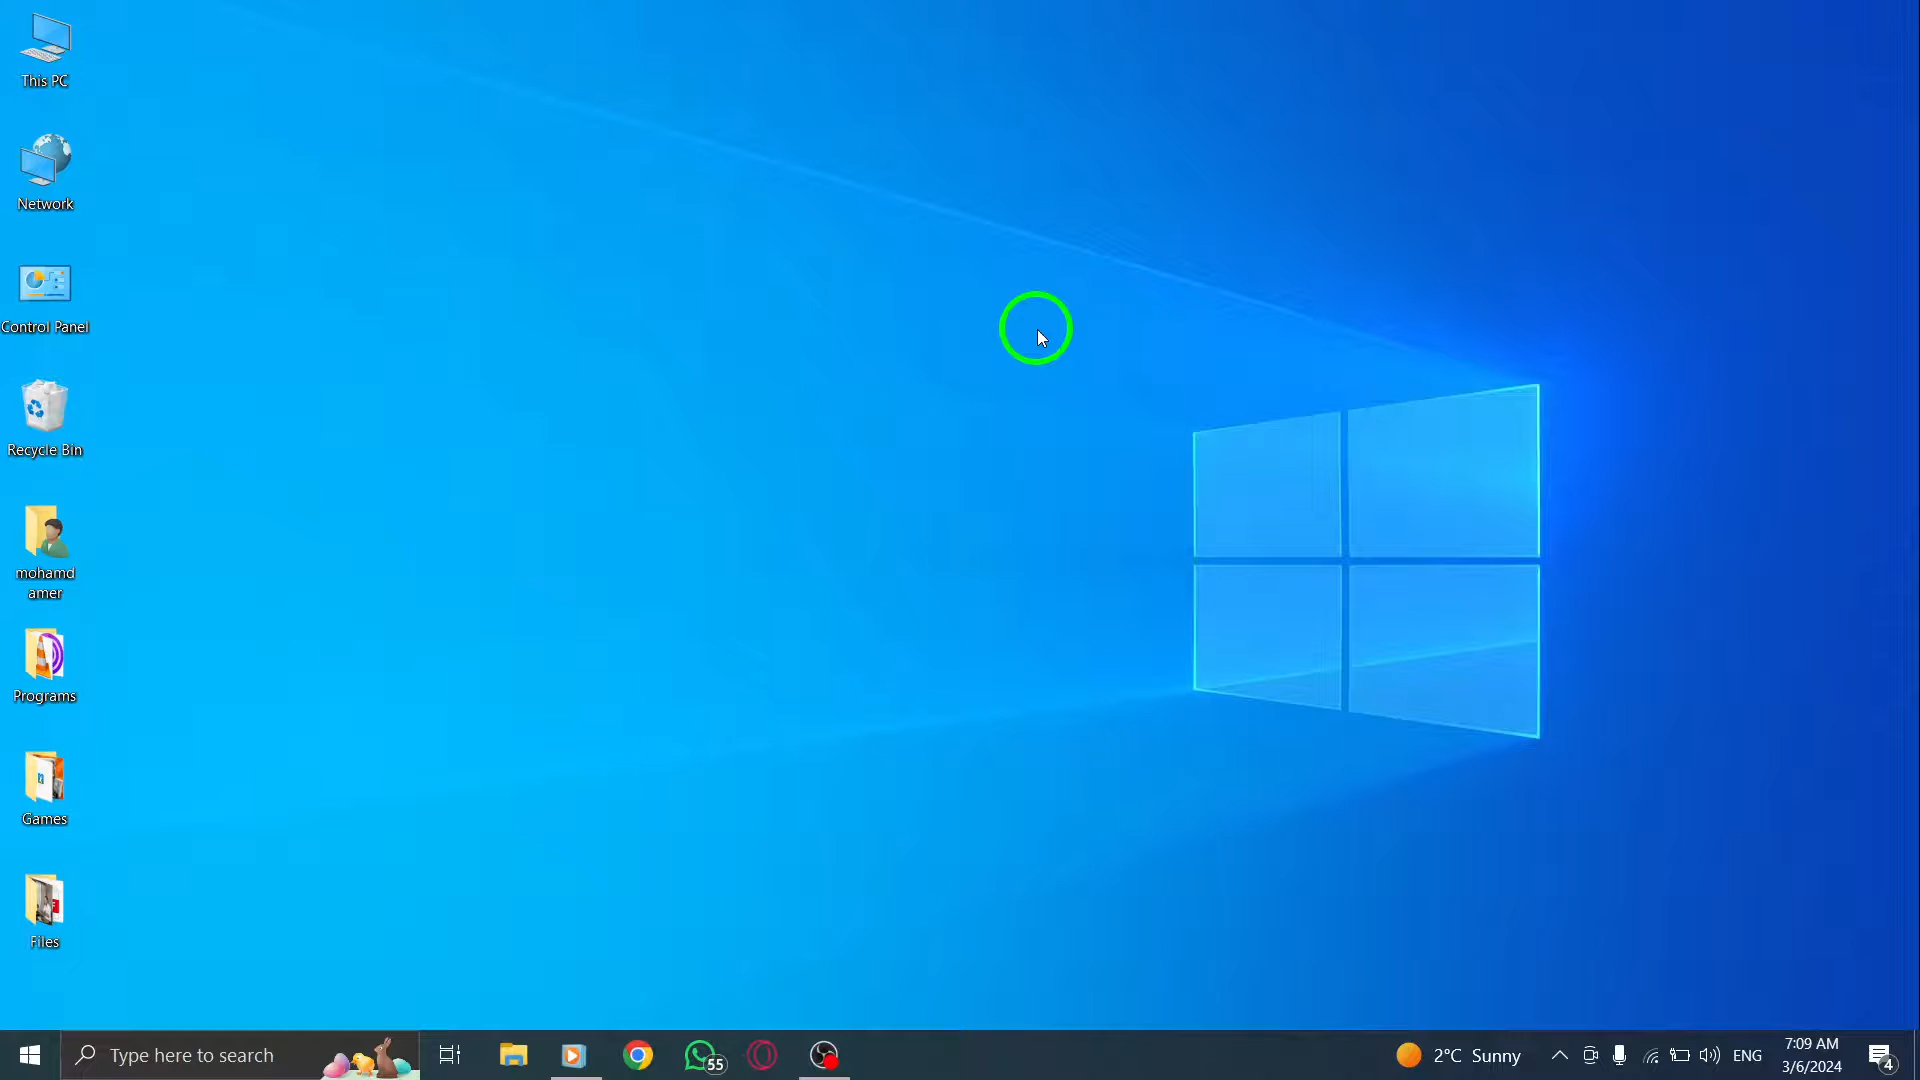 This PC
Network
Control Panel
Recycle Bin
mohamd
amer
Programs
Games
Files
Type here to search
55
2°C Sunny
ENG
7:09 AM
3/6/2024
4